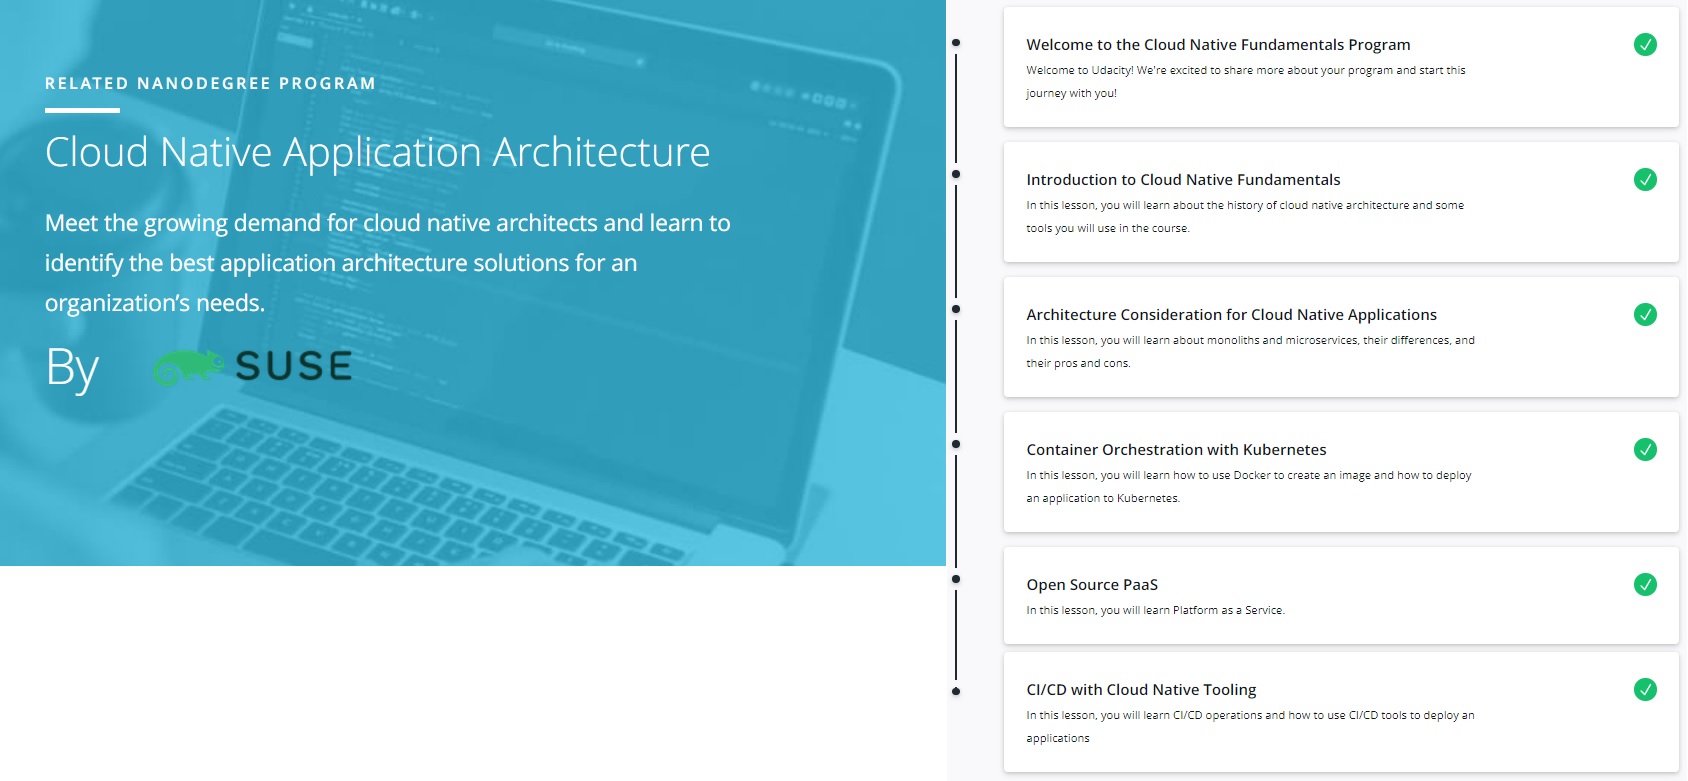 RELATED NANODEGREE PROGRAM
Cloud Native Application Architecture
Meet the growing demand for cloud native architects and learn to
identify the best application architecture solutions for an
organization’s needs.
By SUSE
Welcome to the Cloud Native Fundamentals Program
Welcome to Udacity! We're excited to share more about your program and start this
journey with you!
Introduction to Cloud Native Fundamentals
In this lesson, you will learn about the history of cloud native architecture and some
tools you will use in the course.
Architecture Consideration for Cloud Native Applications
In this lesson, you will learn about monoliths and microservices, their differences, and
their pros and cons.
Container Orchestration with Kubernetes
In this lesson, you will learn how to use Docker to create an image and how to deploy
an application to Kubernetes.
Open Source PaaS
In this lesson, you will learn Platform as a Service.
CI/CD with Cloud Native Tooling
In this lesson, you will learn CI/CD operations and how to use CI/CD tools to deploy an
applications